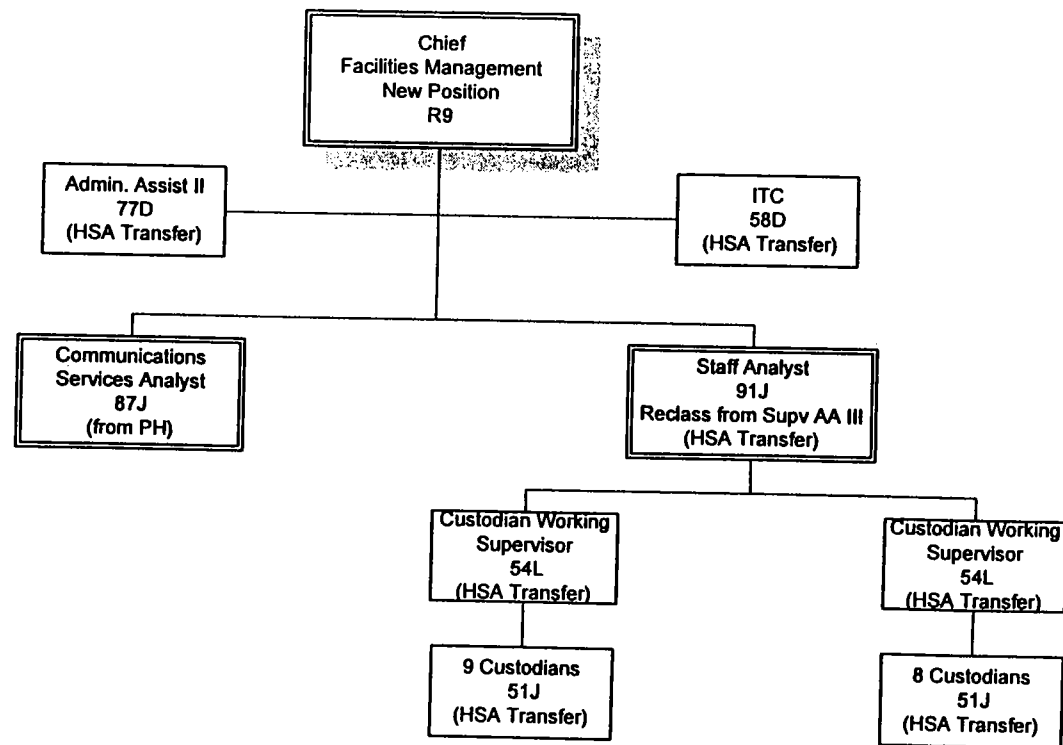 Chief
Facilities Management
New Position
R9
Admin. Assist II
77D
(HSA Transfer)
ITC
58D
(HSA Transfer)
Communications
Services Analyst
87J
(from PH)
Staff Analyst
91J
Reclass from Supv AA III
(HSA Transfer)
Custodian Working
Supervisor
54L
(HSA Transfer)
Custodian Working
Supervisor
54L
(HSA Transfer)
9 Custodians
51J
(HSA Transfer)
8 Custodians
51J
(HSA Transfer)